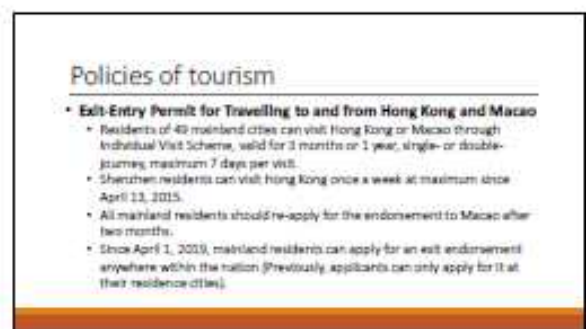 Policies of tourism
• Exit-Entry Permit for Travelling to and from Hong Kong and Macao
• Residents of 49 mainland cities can visit Hong Kong or Macao through
Individual Visit Scheme, valid for 3 months or 1 year, single- or double-
journey, maximum 7 days per visit.
• Shenzhen residents can visit Hong Kong once a week at maximum since
April 13, 2015.
• All mainland residents should re-apply for the endorsement to Macao after
two months.
• Since April 1, 2019, mainland residents can apply for an exit endorsement
anywhere within the nation (Previously, applicants can only apply for it at
their residence cities).